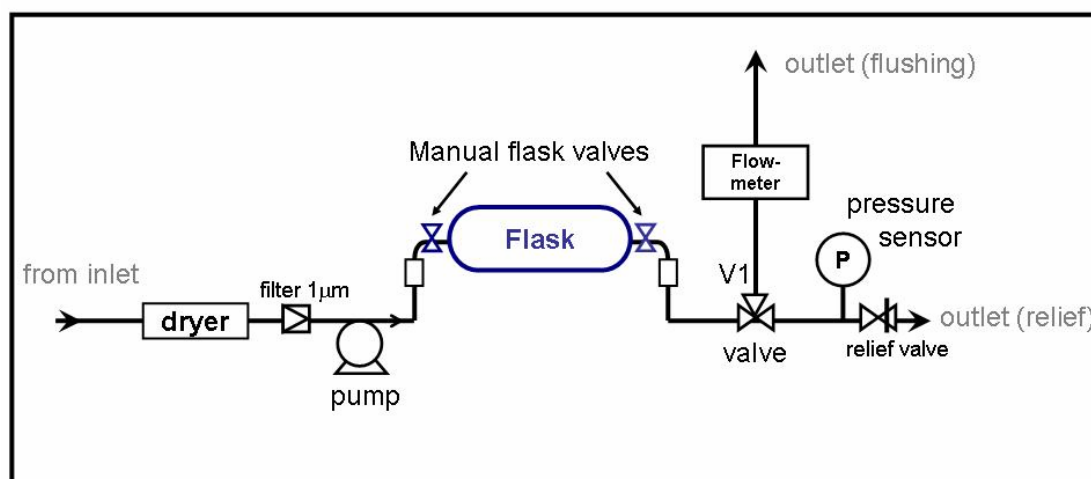 outlet (flushing)
Manual flask valves
Flow-
meter
pressure
sensor
Flask
P
from inlet
filter 1μm
V1
dryer
outlet (relief)
valve
relief valve
pump